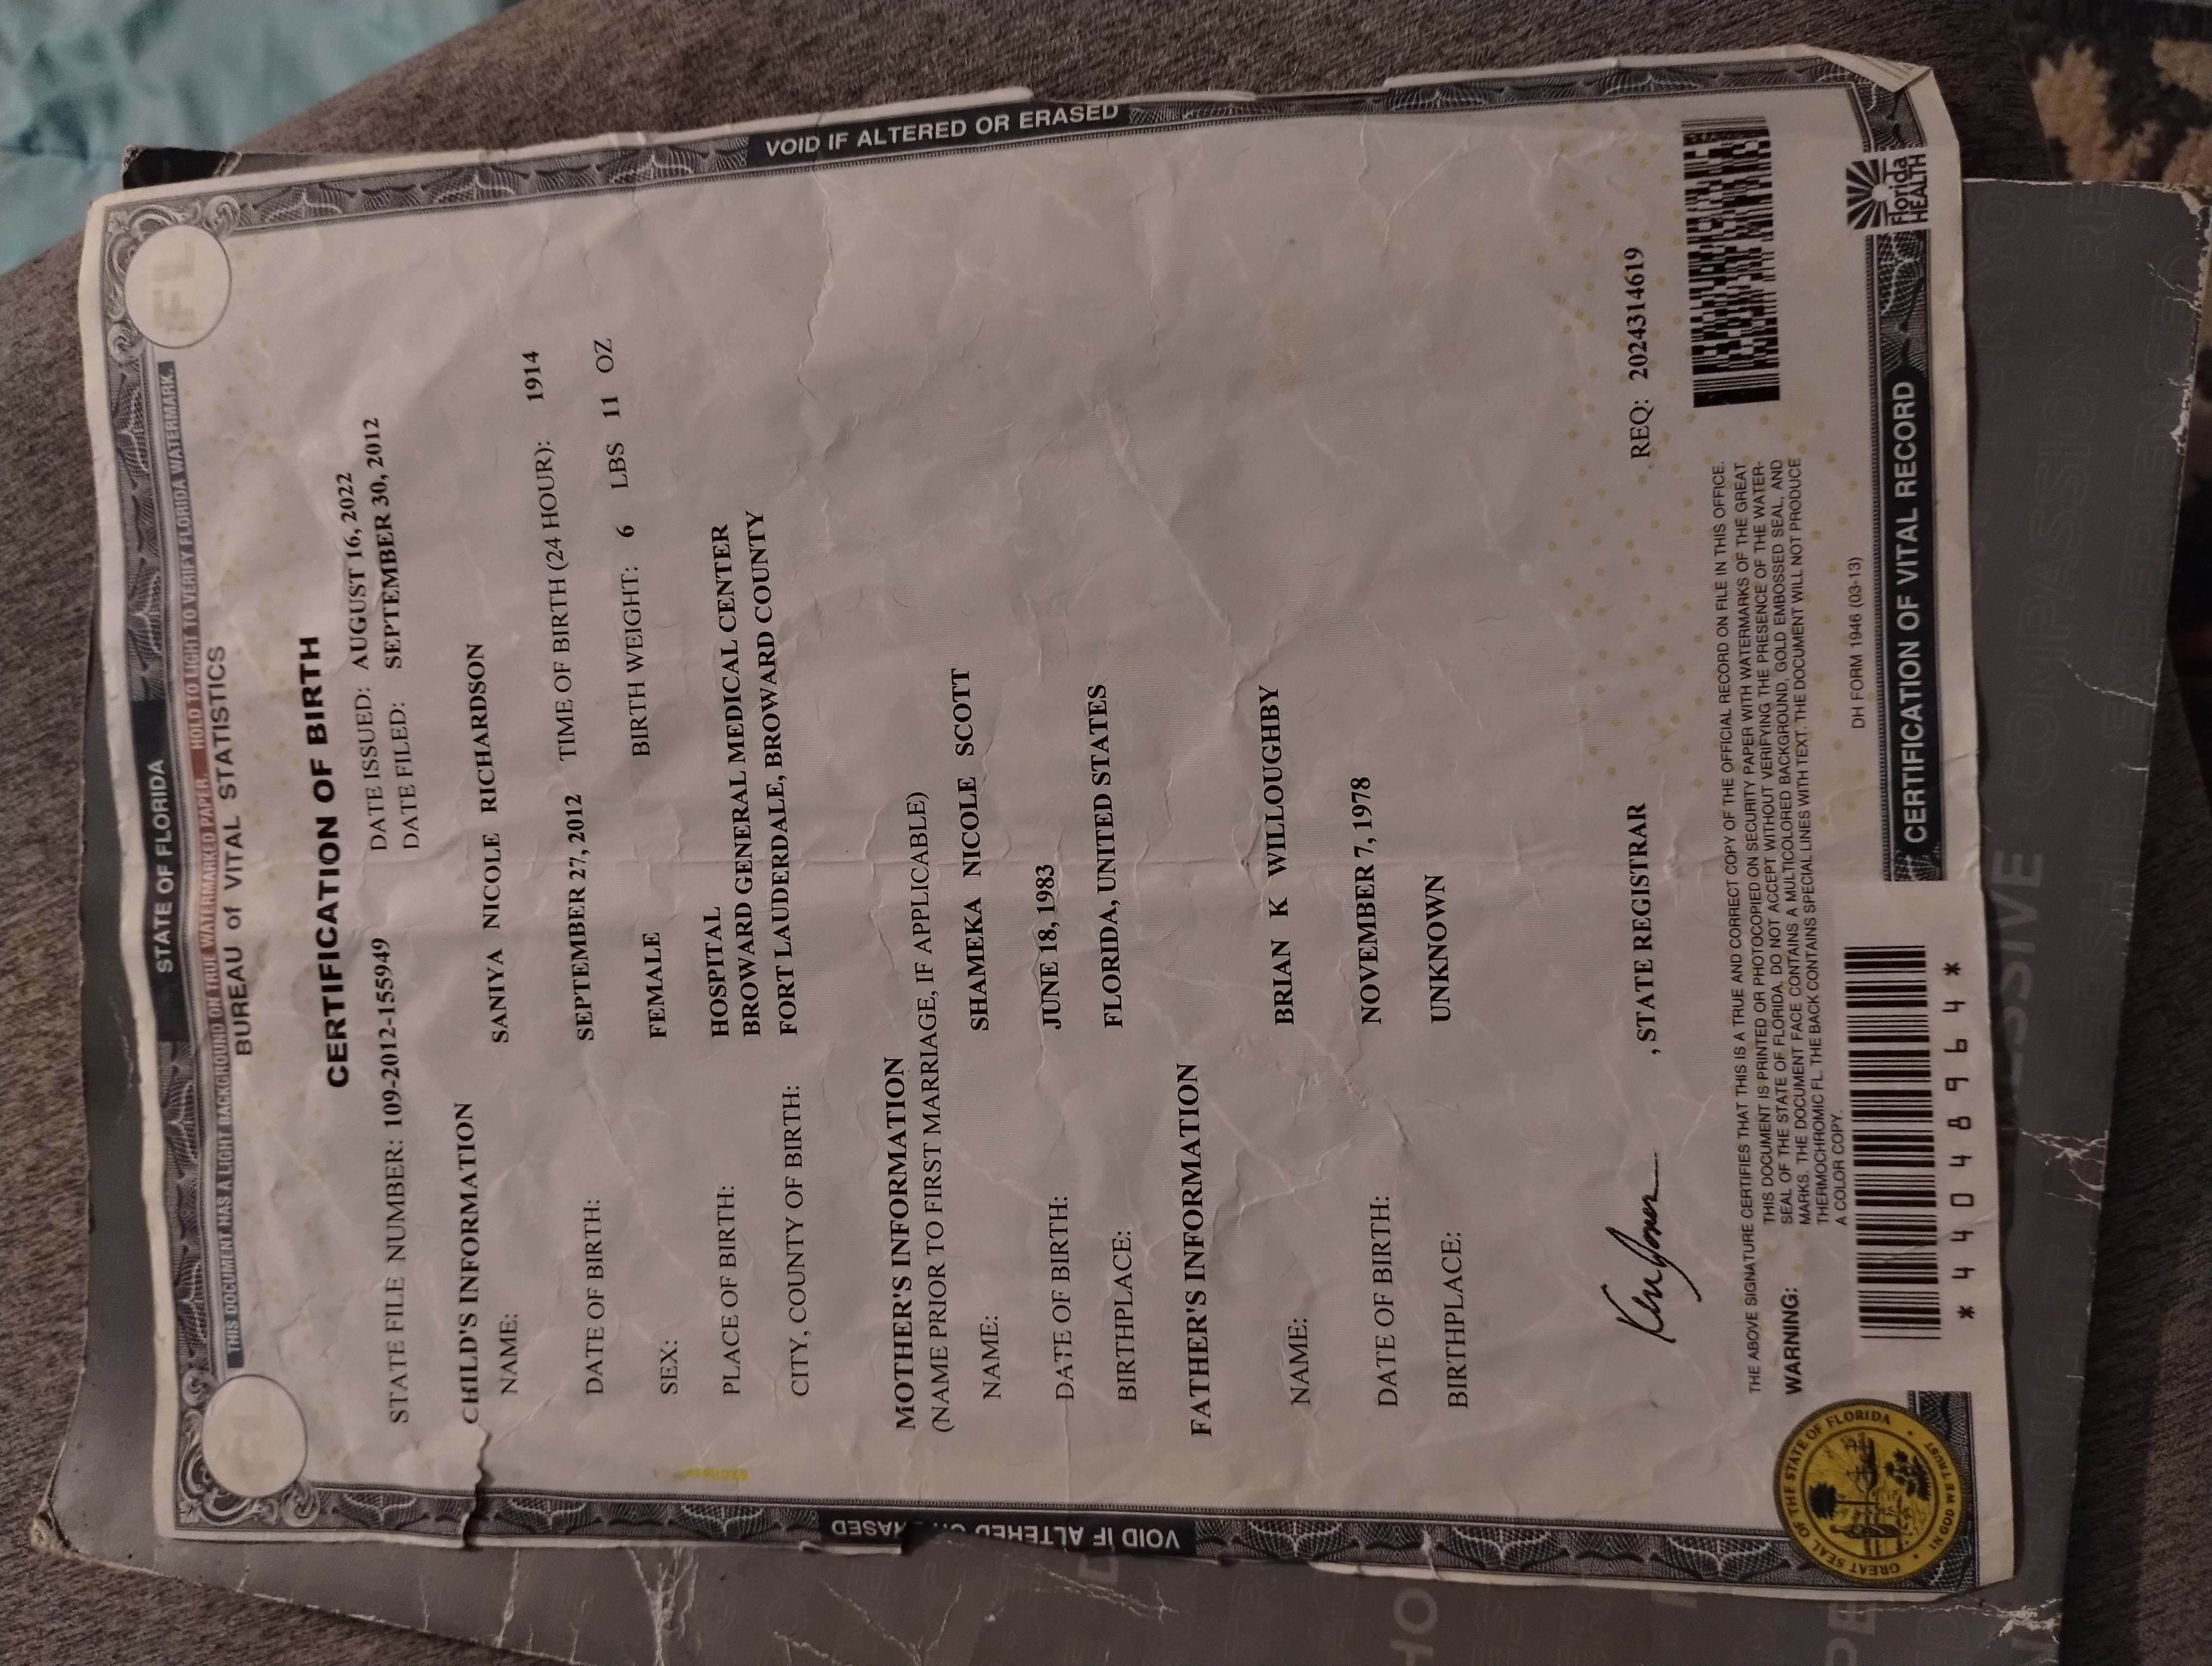 STATE OF FLORIDA
THIS DOCUMENT HAS A LIGHT BACKGROUND ON TRUE WATERMARKED PAPER. HOLD TO LIGHT TO VERIFY FLORIDA WATERMARK.
BUREAU of VITAL STATISTICS
FL
FL
CERTIFICATION OF BIRTH
STATE FILE NUMBER: 109-2012-155949 DATE ISSUED: AUGUST 16, 2022
DATE FILED: SEPTEMBER 30, 2012
CHILD'S INFORMATION
NAME: SANIYA NICOLE RICHARDSON
DATE OF BIRTH: SEPTEMBER 27, 2012 TIME OF BIRTH (24 HOUR): 1914
SEX: FEMALE BIRTH WEIGHT: 6 LBS 11 OZ
PLACE OF BIRTH: HOSPITAL
BROWARD GENERAL MEDICAL CENTER
CITY, COUNTY OF BIRTH: FORT LAUDERDALE, BROWARD COUNTY
MOTHER'S INFORMATION
(NAME PRIOR TO FIRST MARRIAGE, IF APPLICABLE)
NAME: SHAMEKA NICOLE SCOTT
DATE OF BIRTH: JUNE 18, 1983
BIRTHPLACE: FLORIDA, UNITED STATES
FATHER'S INFORMATION
NAME: BRIAN K WILLOUGHBY
DATE OF BIRTH: NOVEMBER 7, 1978
BIRTHPLACE: UNKNOWN
, STATE REGISTRAR
REQ: 2024314619
THE ABOVE SIGNATURE CERTIFIES THAT THIS IS A TRUE AND CORRECT COPY OF THE OFFICIAL RECORD ON FILE IN THIS OFFICE.
WARNING: THIS DOCUMENT IS PRINTED OR PHOTOCOPIED ON SECURITY PAPER WITH WATERMARKS OF THE GREAT
SEAL OF THE STATE OF FLORIDA. DO NOT ACCEPT WITHOUT VERIFYING THE PRESENCE OF THE WATER-
MARKS. THE DOCUMENT FACE CONTAINS A MULTICOLORED BACKGROUND, GOLD EMBOSSED SEAL, AND
THERMOCHROMIC FL. THE BACK CONTAINS SPECIAL LINES WITH TEXT. THE DOCUMENT WILL NOT PRODUCE
A COLOR COPY.
DH FORM 1946 (03-13)
GREAT SEAL OF THE STATE OF FLORIDA
IN GOD WE TRUST
* 4 4 0 4 8 9 6 4 *
CERTIFICATION OF VITAL RECORD
Florida
HEALTH
VOID IF ALTERED OR ERASED
VOID IF ALTERED
COMPASSION